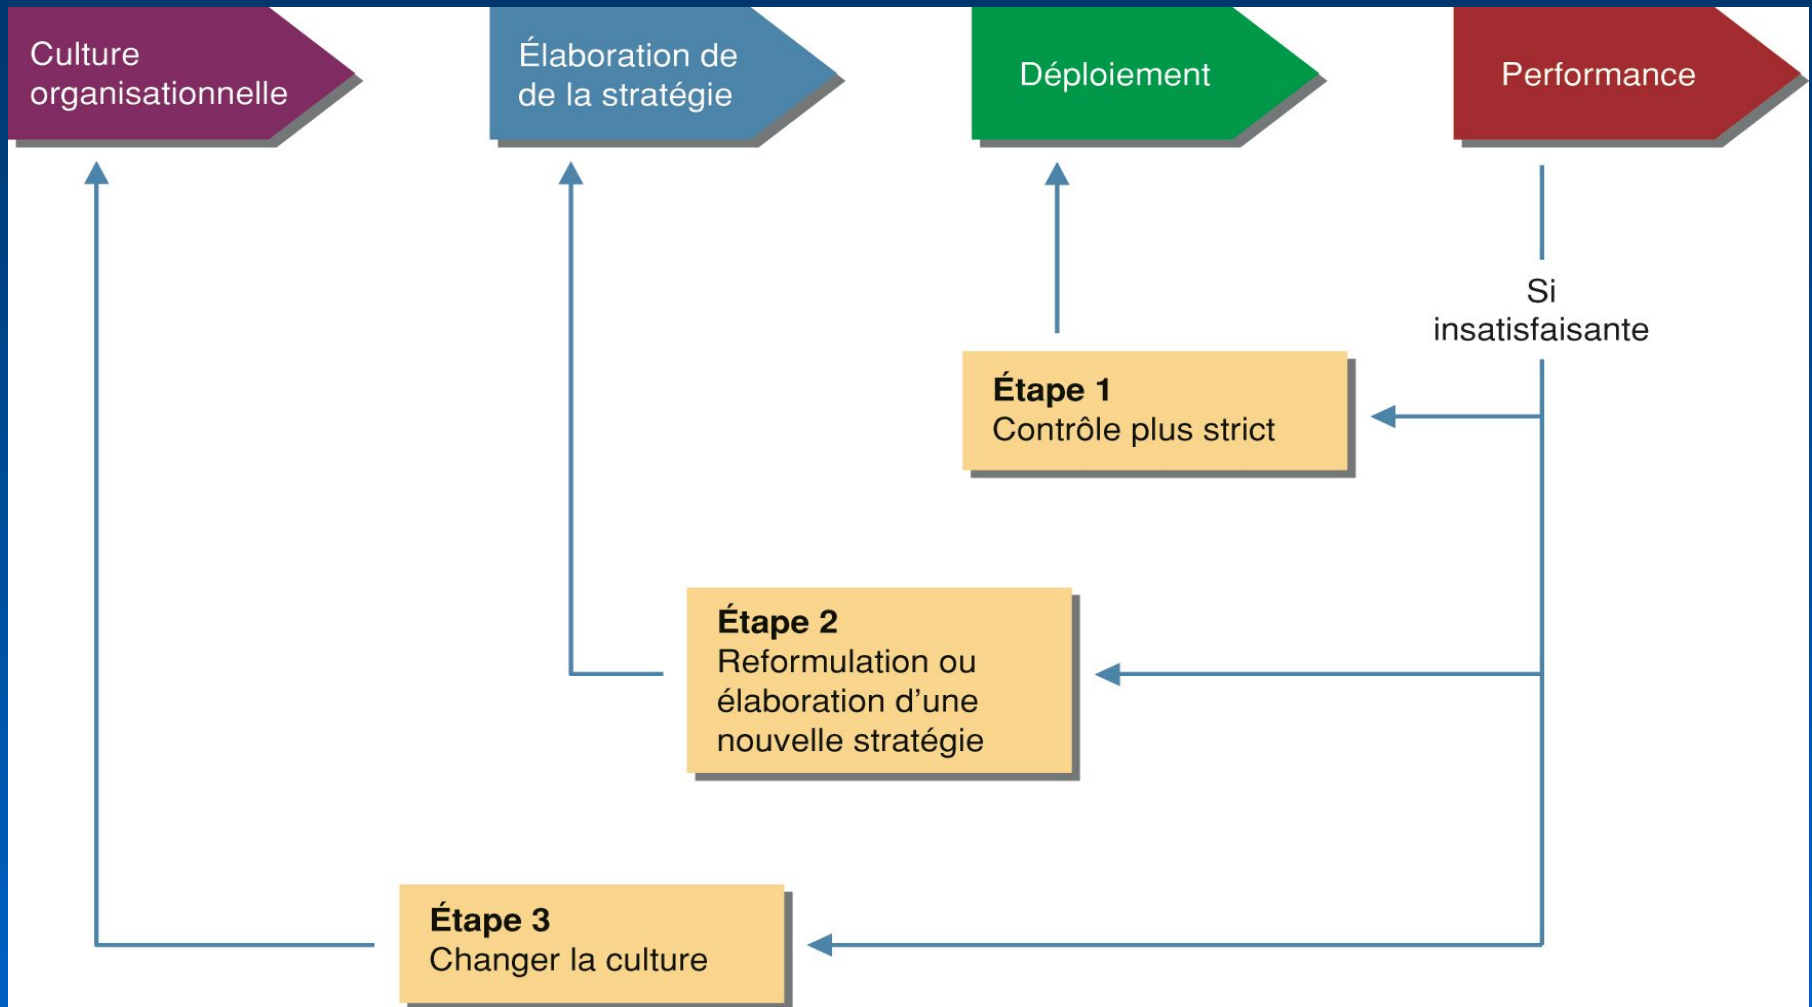 Culture
organisationnelle
Élaboration de
de la stratégie
Déploiement
Performance
Si
insatisfaisante
Étape 1
Contrôle plus strict
Étape 2
Reformulation ou
élaboration d’une
nouvelle stratégie
Étape 3
Changer la culture